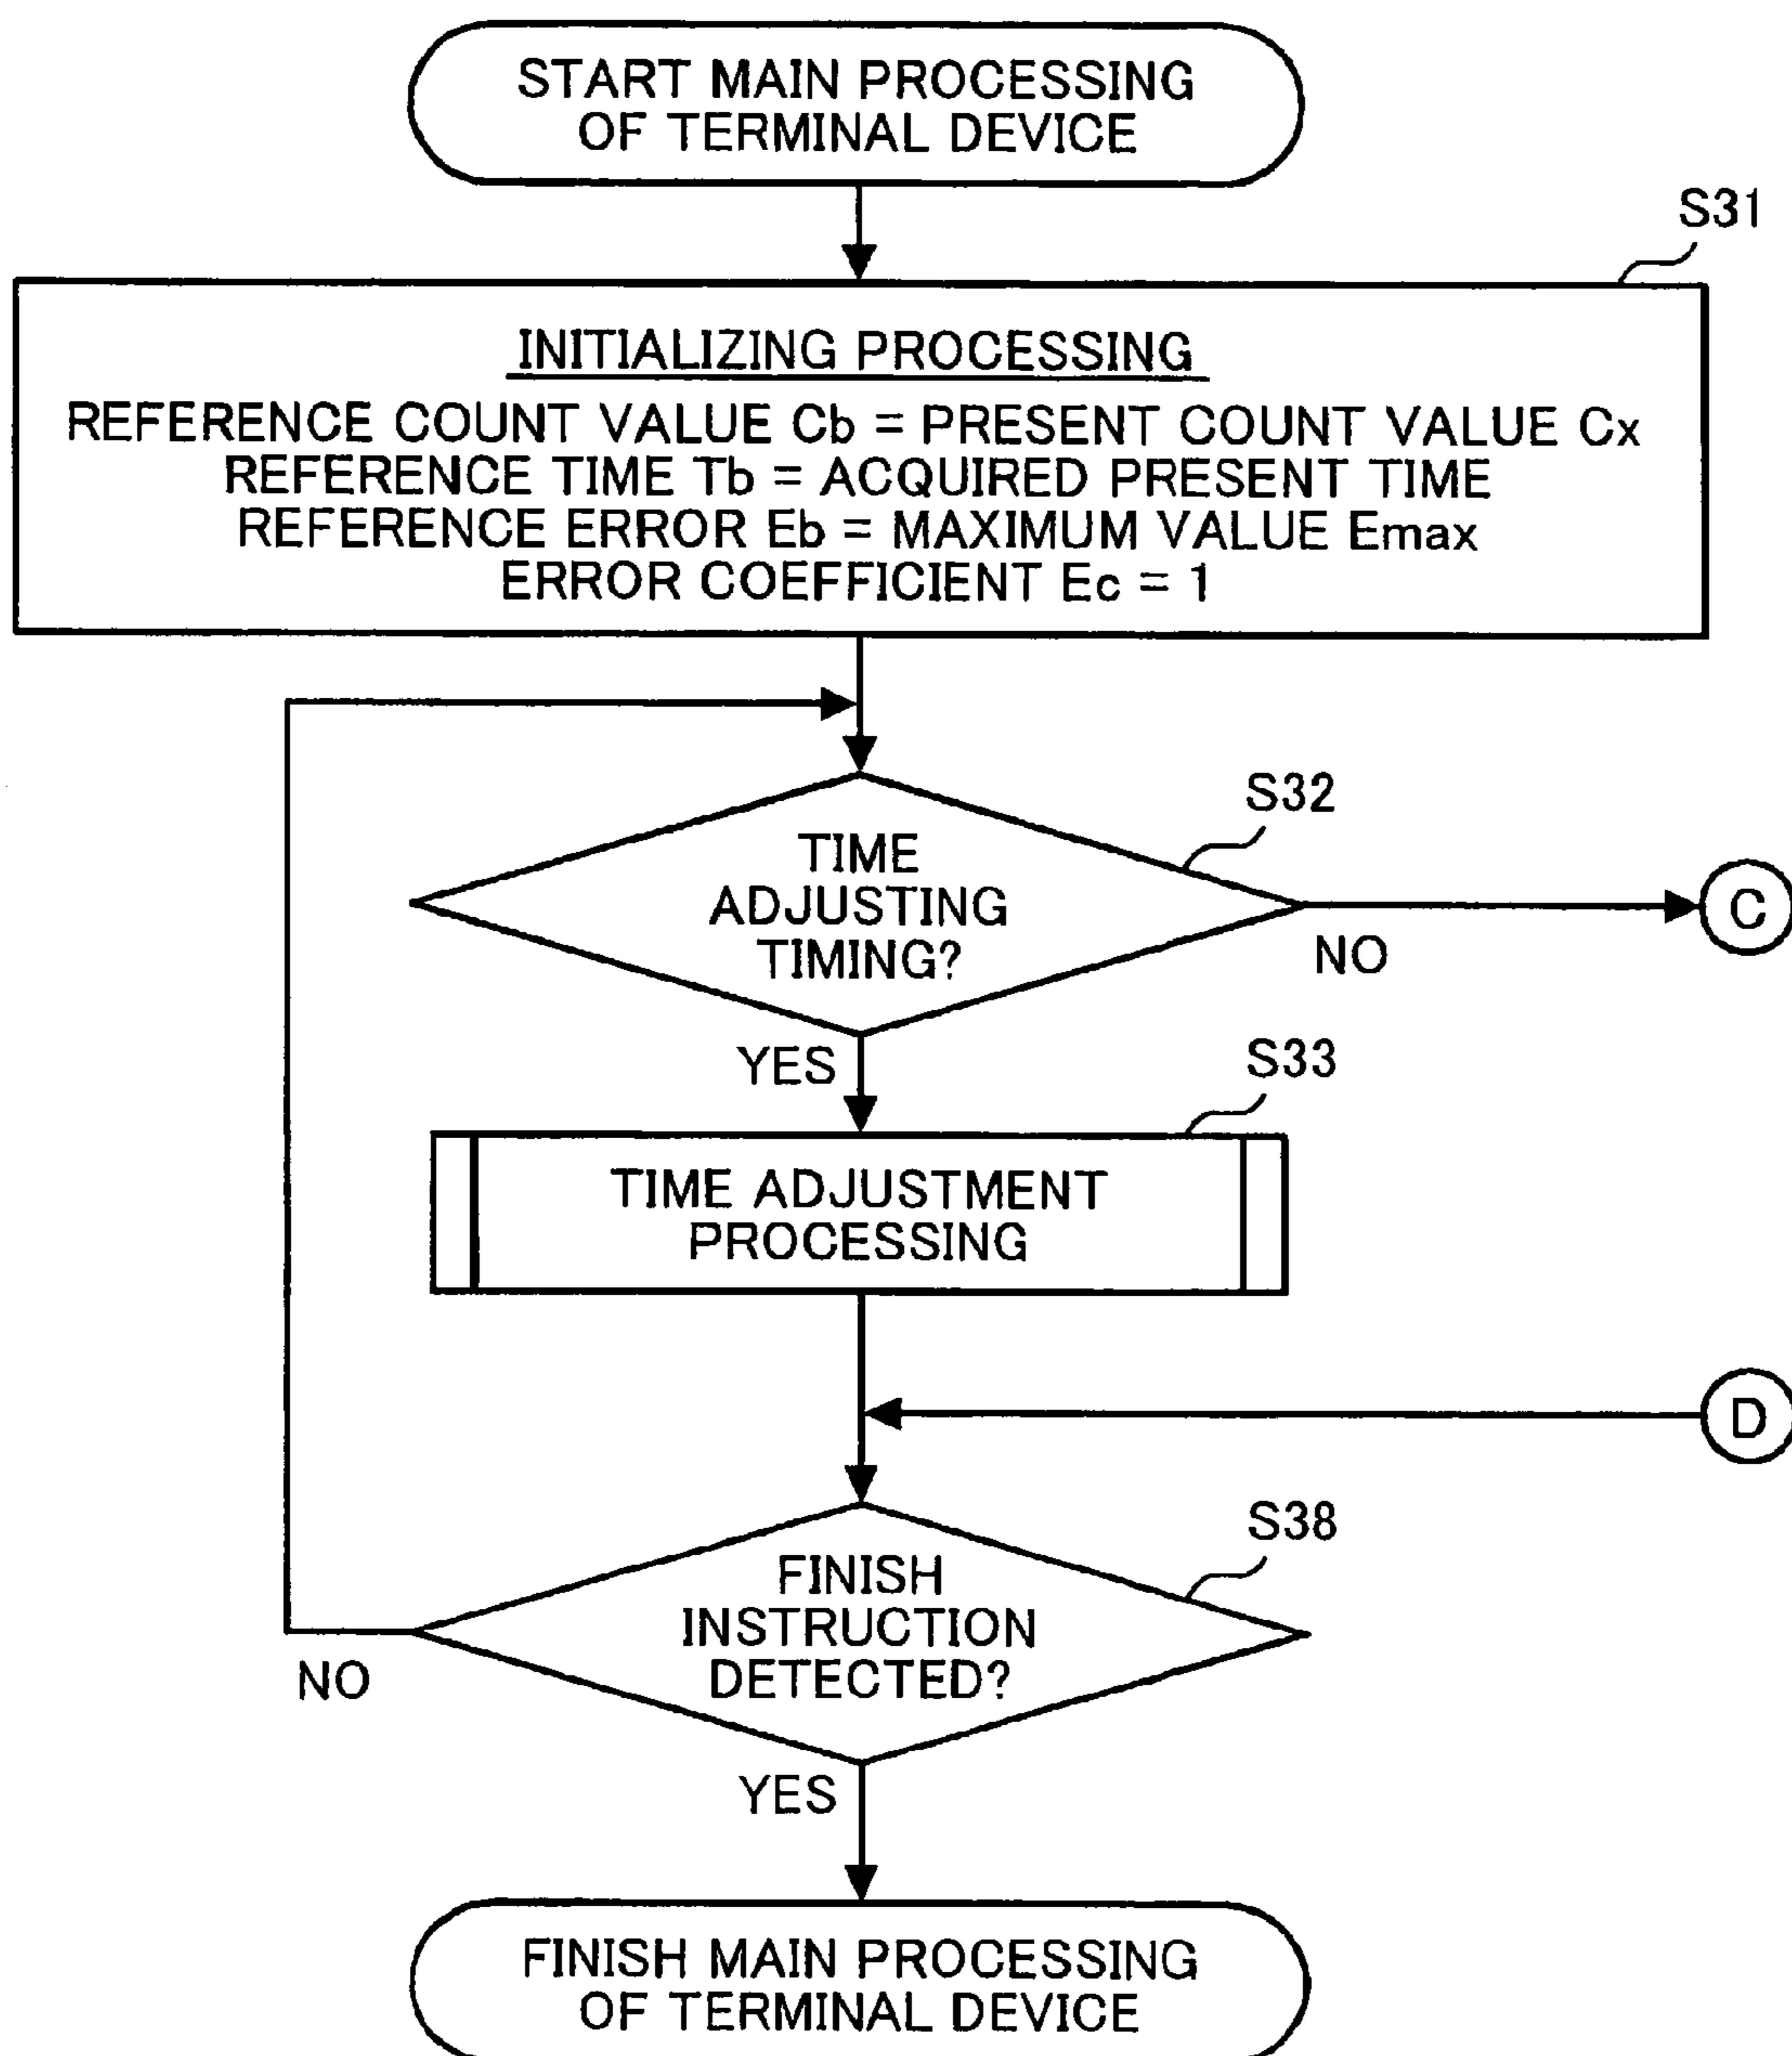 START MAIN PROCESSING
OF TERMINAL DEVICE
S31
INITIALIZING PROCESSING
REFERENCE COUNT VALUE Cb = PRESENT COUNT VALUE Cx
REFERENCE TIME Tb = ACQUIRED PRESENT TIME
REFERENCE ERROR Eb = MAXIMUM VALUE Emax
ERROR COEFFICIENT Ec = 1
S32
TIME
ADJUSTING
TIMING?
C
NO
YES
S33
TIME ADJUSTMENT
PROCESSING
D
S38
FINISH
INSTRUCTION
DETECTED?
NO
YES
FINISH MAIN PROCESSING
OF TERMINAL DEVICE